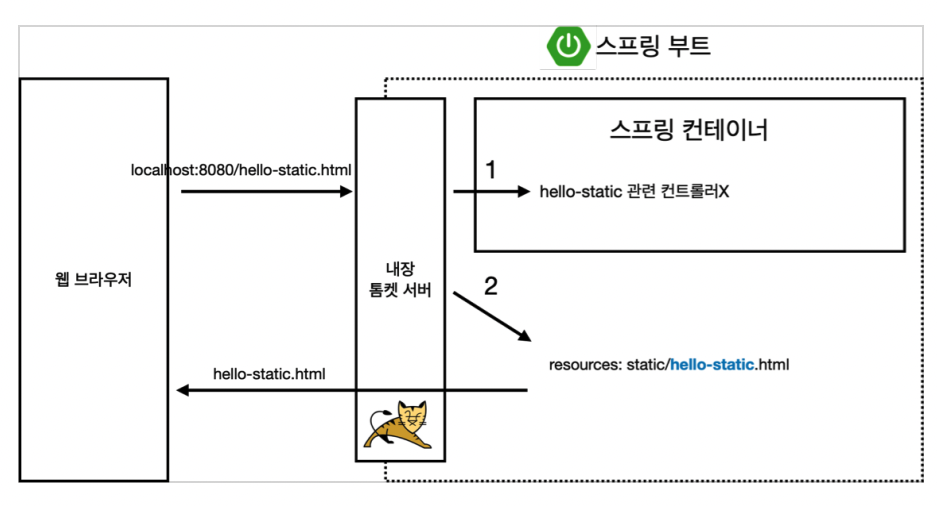 스프링 부트
스프링 컨테이너
localhost:8080/hello-static.html
1
hello-static 관련 컨트롤러X
웹 브라우저
내장
톰켓 서버
2
resources: static/hello-static.html
hello-static.html